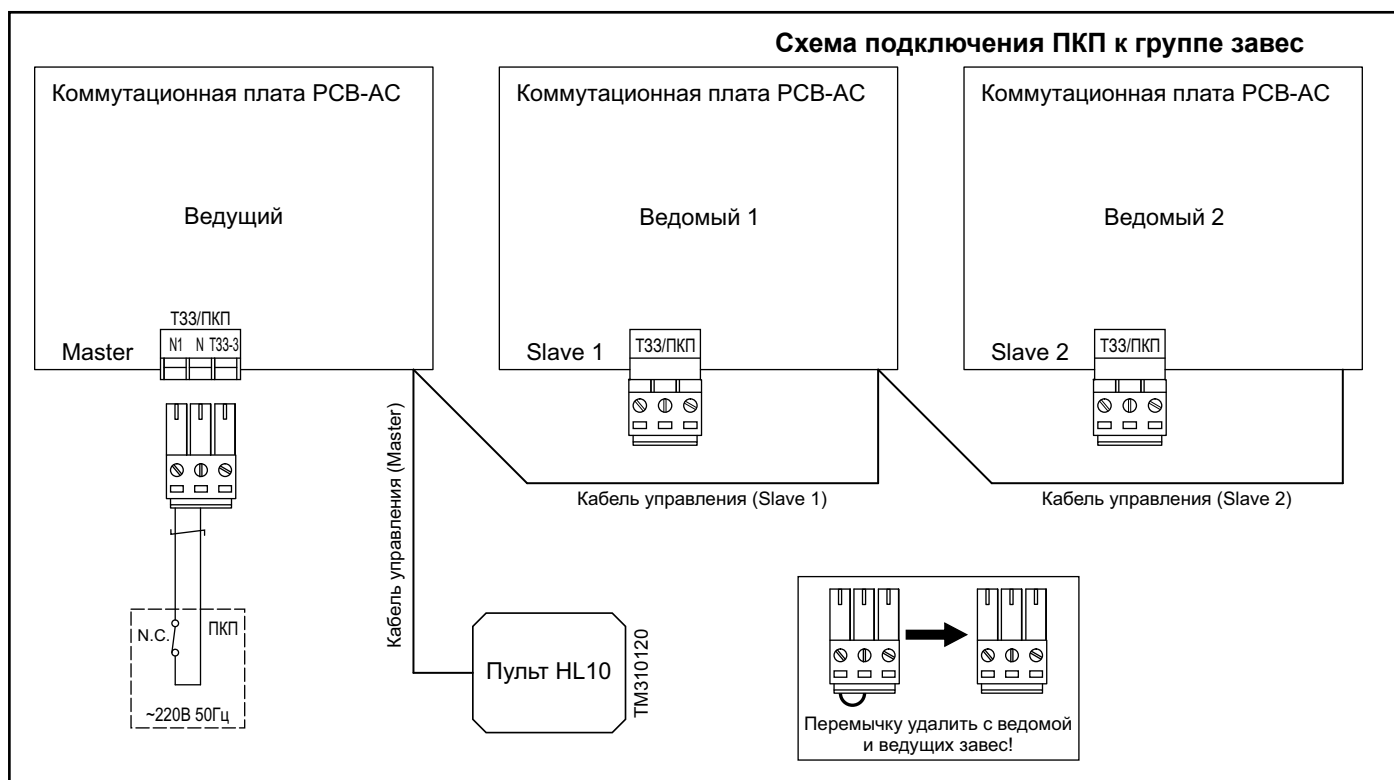 Схема подключения ПКП к группе завес
Коммутационная плата PCB-AC
Ведущий
ТЗЗ/ПКП
N1 N ТЗЗ-3
Master
Коммутационная плата PCB-AC
Ведомый 1
Slave 1
ТЗЗ/ПКП
Коммутационная плата PCB-AC
Ведомый 2
Slave 2
ТЗЗ/ПКП
Кабель управления (Master)
Кабель управления (Slave 1)
Кабель управления (Slave 2)
N.C.
ПКП
~220В 50Гц
Пульт HL10
TM310120
Перемычку удалить с ведомой
и ведущих завес!